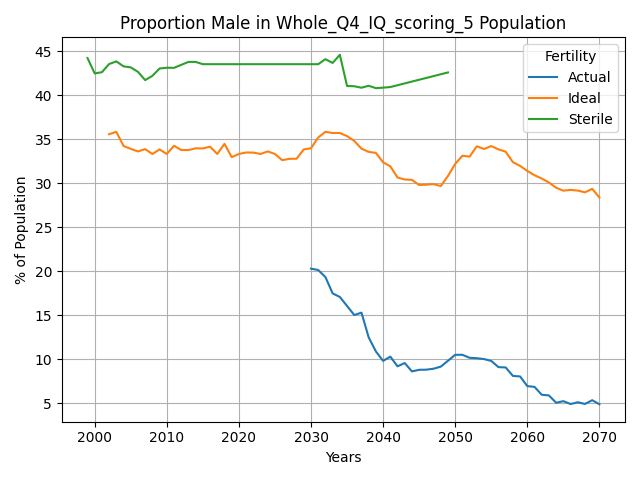 Proportion Male in Whole_Q4_IQ_scoring_5 Population
% of Population
45
40
35
30
25
20
15
10
5
Fertility
Actual
Ideal
Sterile
2000 2010 2020 2030 2040 2050 2060 2070
Years